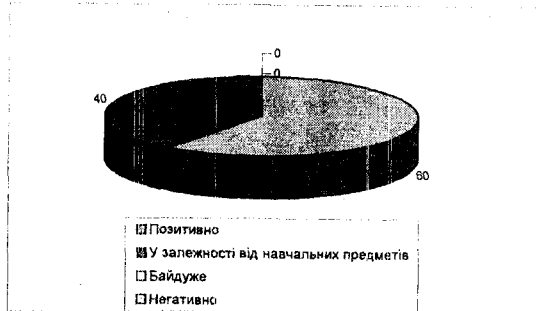 0
0
40
60
Позитивно
У залежності від навчальних предметів
Байдуже
Негативно